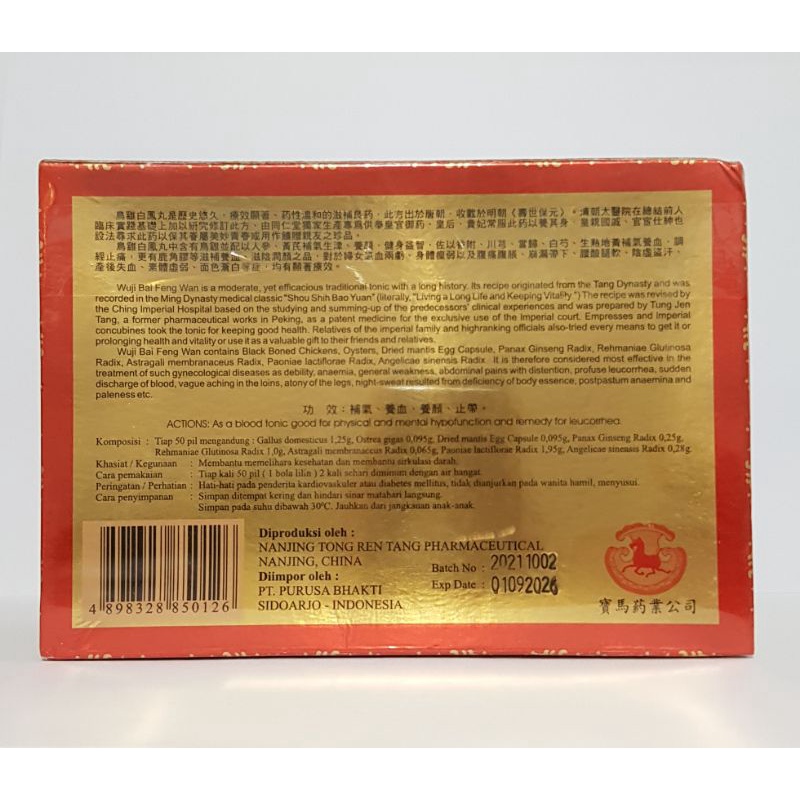 烏雞白鳳丸是歷史悠久，療效顯著、药性溫和的滋補良药，此方出於唐朝，收載於明朝《壽世保元》。清朝太醫院在總結前人
臨床實踐基礎上加以研究修訂此方、由同仁堂獨家生產專爲供學皇宫御药，皇后，貴妃常服此药以養其身，皇親國戚、官宦仕紳也
設法尋求此药以保其眷屬美妙青春或用作餽贈親友之珍品。
烏雞白鳳丸中含有烏雞並配以人參、黃芪補氣生津、養顏、健身益智，佐以香附、川芎、當歸、白芍、生熟地黃補氣養血、調
經止痛，更有鹿角膠等滋補養血、滋陰潤顏之品，對於婦女氣血兩虧、身體瘦弱以及腹痛腹脹、崩漏帶下、腰酸腿軟、陰虛盜汗，
產後失血、素體虛弱、面色蒼白等症，均有顯著療效。
Wuji Bai Feng Wan is a moderate, yet efficacious traditional tonic with a long history. Its recipe originated from the Tang Dynasty and was
recorded in the Ming Dynasty medical classic "Shou Shih Bao Yuan" (literally, "Living a Long Life and Keeping Vitality.") The recipe was revised by
the Ching Imperial Hospital based on the studying and summing-up of the predecessors' clinical experiences and was prepared by Tung Jen
Tang, a former pharmaceutical works in Peking, as a patent medicine for the exclusive use of the Imperial court. Empresses and Imperial
concubines took the tonic for keeping good health. Relatives of the imperial family and highranking officials also-tried every means to get it or
prolonging health and vitality or use it as a valuable gift to their friends and relatives.
Wuji Bai Feng Wan contains Black Boned Chickens, Oysters, Dried mantis Egg Capsule, Panax Ginseng Radix, Rehmaniae Glutinosa
Radix, Astragali membranaceus Radix, Paoniae lactiflorae Radix, Angelicae sinensis Radix. It is therefore considered most effective in the
treatment of such gynecological diseases as debility, anaemia, general weakness, abdominal pains with distention, profuse leucorrhea, sudden
discharge of blood, vague aching in the loins, atony of the legs, night-sweat resulted from deficiency of body essence, postpastum anaemina and
paleness etc.
功 效：補氣、養血、養顏、止帶。
ACTIONS: As a blood tonic good for physical and mental hypofunction and remedy for leucorrhea.
Komposisi : Tiap 50 pil mengandung : Gallus domesticus 1,25g, Ostrea gigas 0,095g, Dried mantis Egg Capsule 0,095g, Panax Ginseng Radix 0,25g,
Rehmaniae Glutinosa Radix 1,0g, Astragali membranaceus Radix 0,065g, Paoniae lactiflorae Radix 1,95g, Angelicae sinensis Radix 0,28g
Khasiat / Kegunaan : Membantu memelihara kesehatan dan membantu sirkulasi darah.
Cara pemakaian : Tiap kali 50 pil ( 1 bola lilin ) 2 kali sehari diminum dengan air hangat.
Peringatan / Perhatian : Hati-hati pada penderita kardiovaskuler atau diabetes mellitus, tidak dianjurkan pada wanita hamil, menyusui.
Cara penyimpanan : Simpan ditempat kering dan hindari sinar matahari langsung.
Simpan pada suhu dibawah 30°C. Jauhkan dari jangkauan anak-anak.
Diproduksi oleh :
NANJING TONG REN TANG PHARMACEUTICAL
NANJING, CHINA
Diimpor oleh :
PT. PURUSA BHAKTI
SIDOARJO - INDONESIA
Batch No : 20211002
Exp Date : 01092026
4 898328 850126
寶馬药業公司